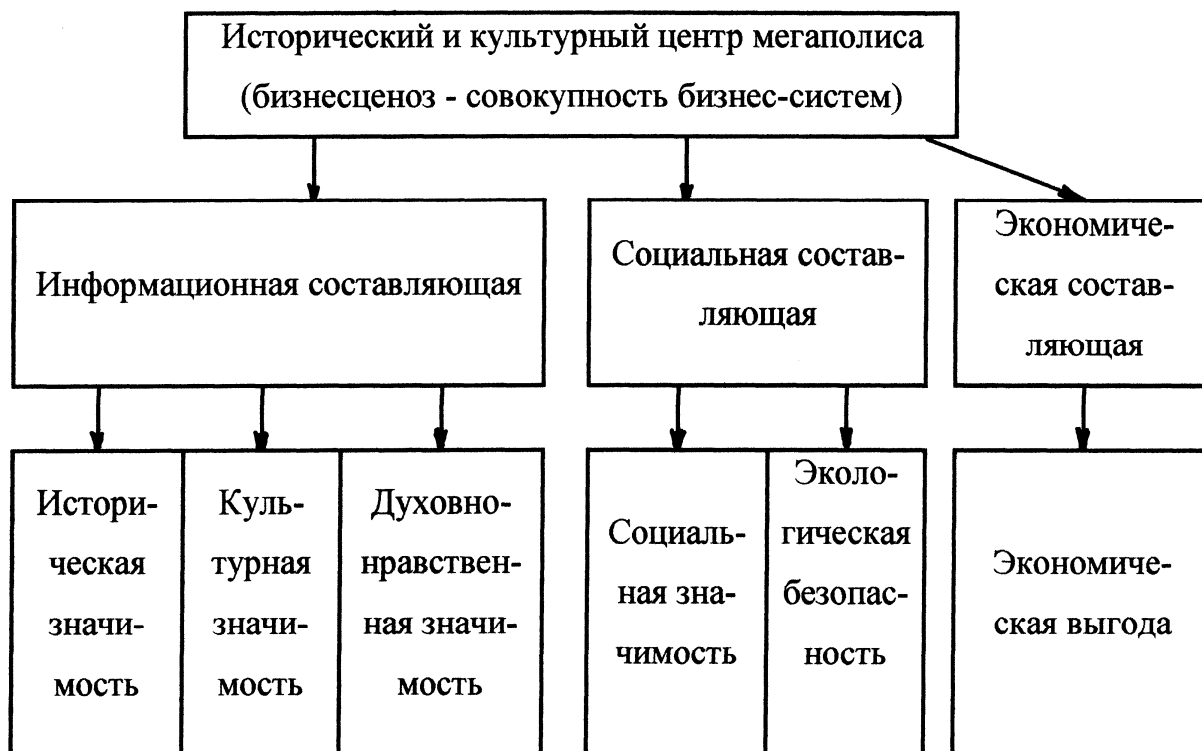 Исторический и культурный центр мегаполиса
(бизнесценоз - совокупность бизнес-систем)
Информационная составляющая
Социальная состав-
ляющая
Экономиче-
ская состав-
ляющая
Истори-
ческая
значи-
мость
Куль-
турная
значи-
мость
Духовно-
нравствен-
ная значи-
мость
Социаль-
ная зна-
чимость
Эколо-
гическая
безопас-
ность
Экономиче-
ская выгода